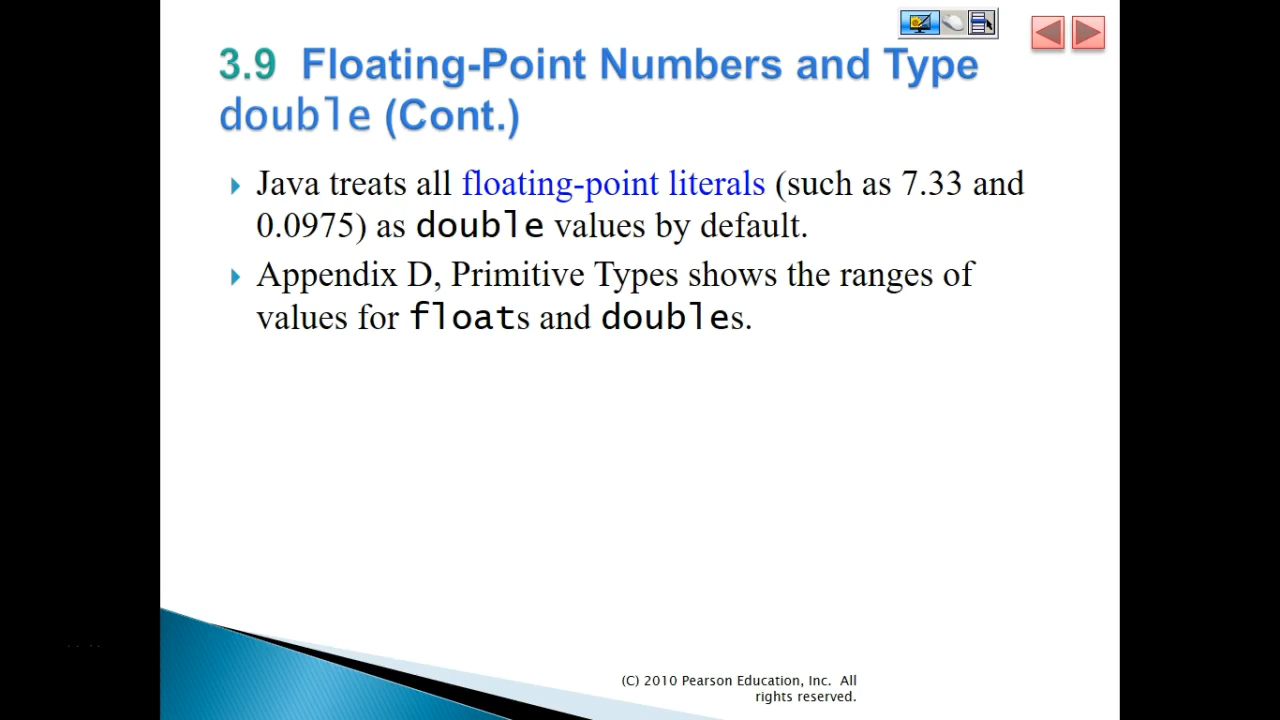 3.9 Floating-Point Numbers and Type
double (Cont.)
Java treats all floating-point literals (such as 7.33 and
0.0975) as double values by default.
Appendix D, Primitive Types shows the ranges of
values for floats and doubles.
(C) 2010 Pearson Education, Inc. All
rights reserved.